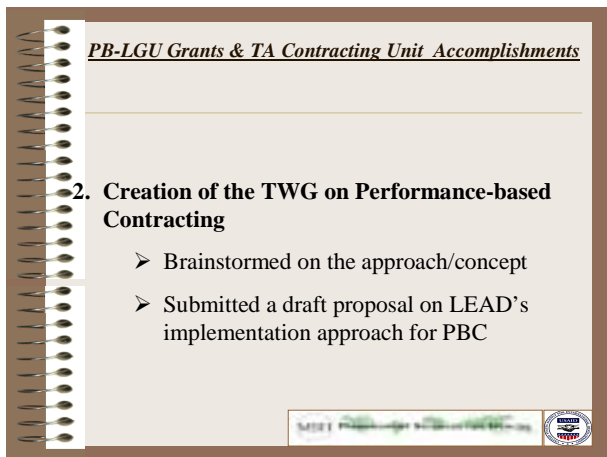 PB-LGU Grants & TA Contracting Unit Accomplishments
2. Creation of the TWG on Performance-based
Contracting
➢ Brainstormed on the approach/concept
➢ Submitted a draft proposal on LEAD's
implementation approach for PBC
USAID